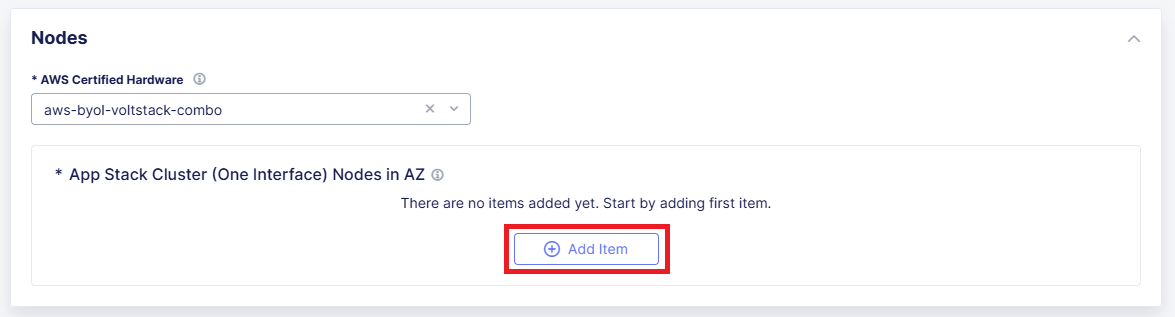 Nodes
* AWS Certified Hardware
aws-byol-voltstack-combo
* App Stack Cluster (One Interface) Nodes in AZ
There are no items added yet. Start by adding first item.
Add Item